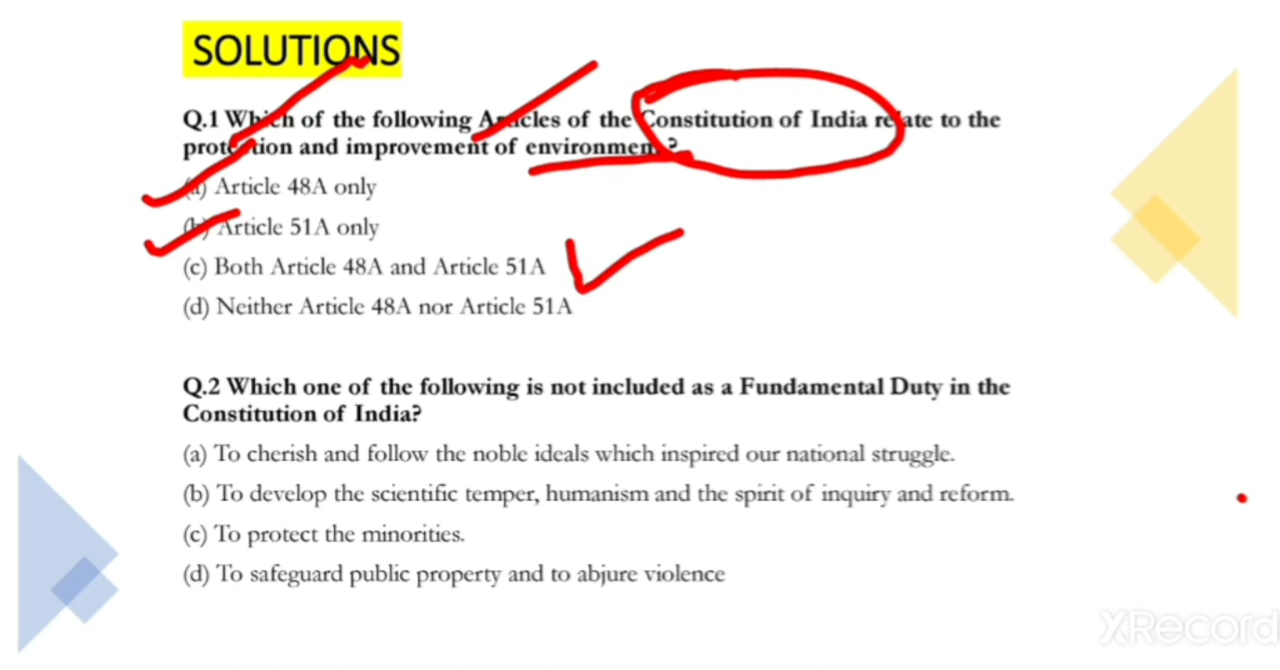 SOLUTIONS
Q.1 Which of the following Articles of the Constitution of India relate to the
protection and improvement of environment?
(a) Article 48A only
(b) Article 51A only
(c) Both Article 48A and Article 51A
(d) Neither Article 48A nor Article 51A
Q.2 Which one of the following is not included as a Fundamental Duty in the
Constitution of India?
(a) To cherish and follow the noble ideals which inspired our national struggle.
(b) To develop the scientific temper, humanism and the spirit of inquiry and reform.
(c) To protect the minorities.
(d) To safeguard public property and to abjure violence
XRecord